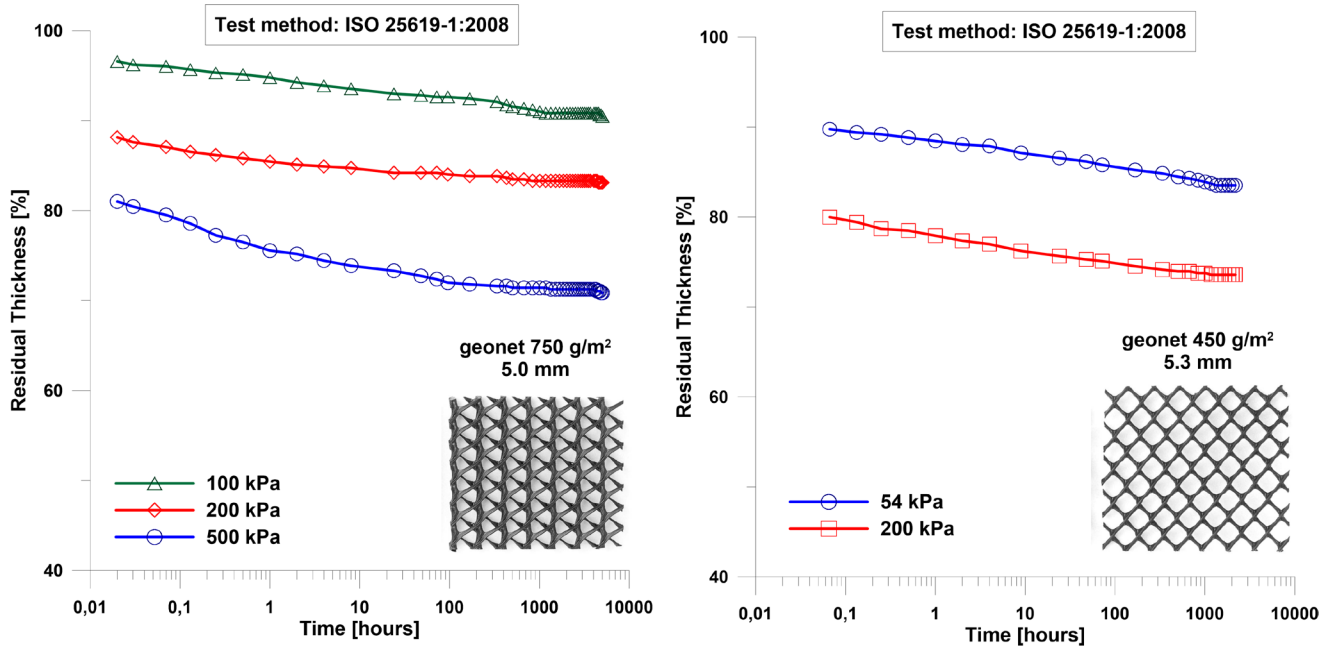 Test method: ISO 25619-1:2008
100
80
60
40
Residual Thickness [%]
geonet 750 g/m²
5.0 mm
100 kPa
200 kPa
500 kPa
0,01 0,1 1 10 100 1000 10000
Time [hours]
Test method: ISO 25619-1:2008
100
80
60
40
Residual Thickness [%]
geonet 450 g/m²
5.3 mm
54 kPa
200 kPa
0,01 0,1 1 10 100 1000 10000
Time [hours]